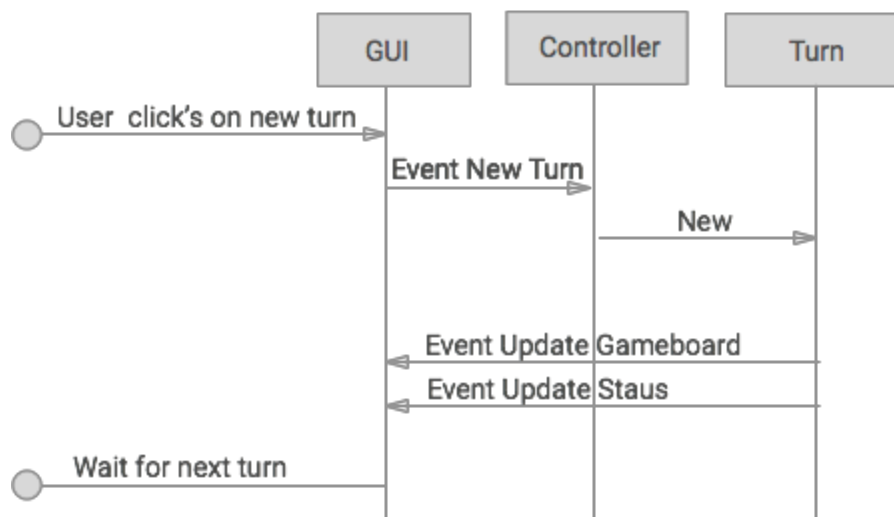 GUI
Controller
Turn
User click's on new turn
Event New Turn
New
Event Update Gameboard
Event Update Staus
Wait for next turn